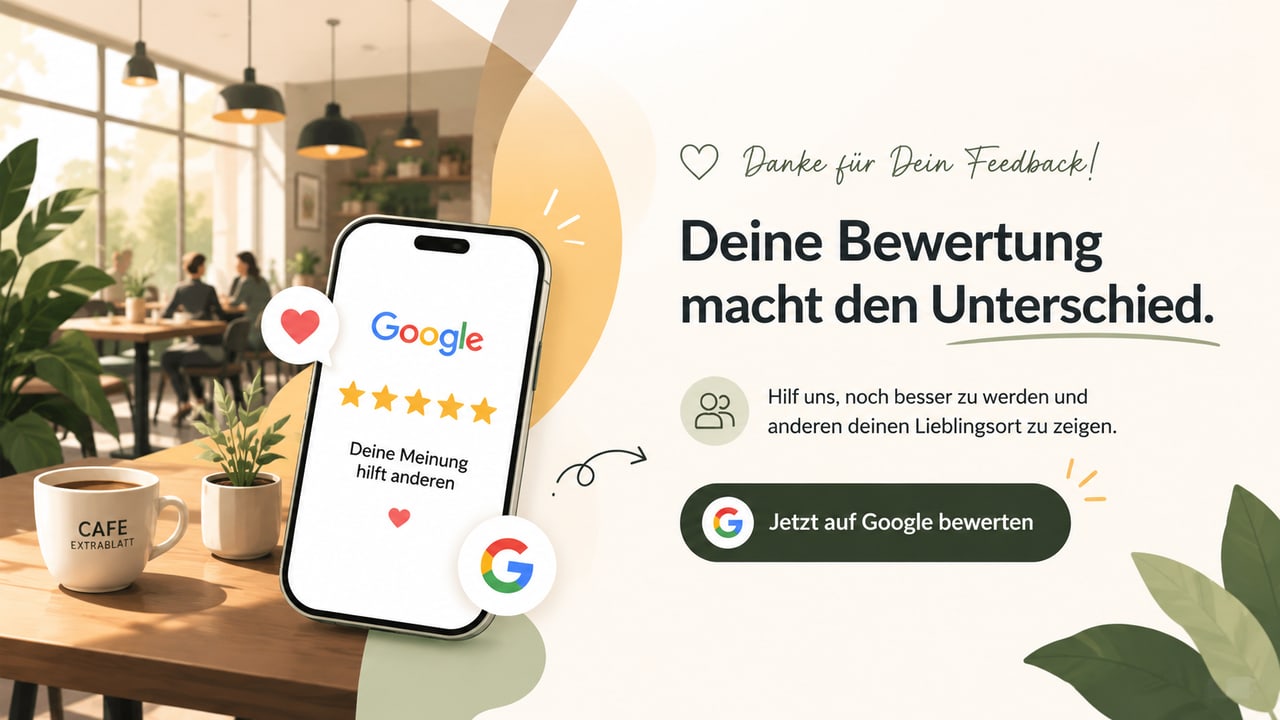 Danke für Dein Feedback!
Deine Bewertung
macht den Unterschied.
Hilf uns, noch besser zu werden und
anderen deinen Lieblingsort zu zeigen.
G Jetzt auf Google bewerten
Google
Deine Meinung
hilft anderen
G
CAFE
EXTRABLATT